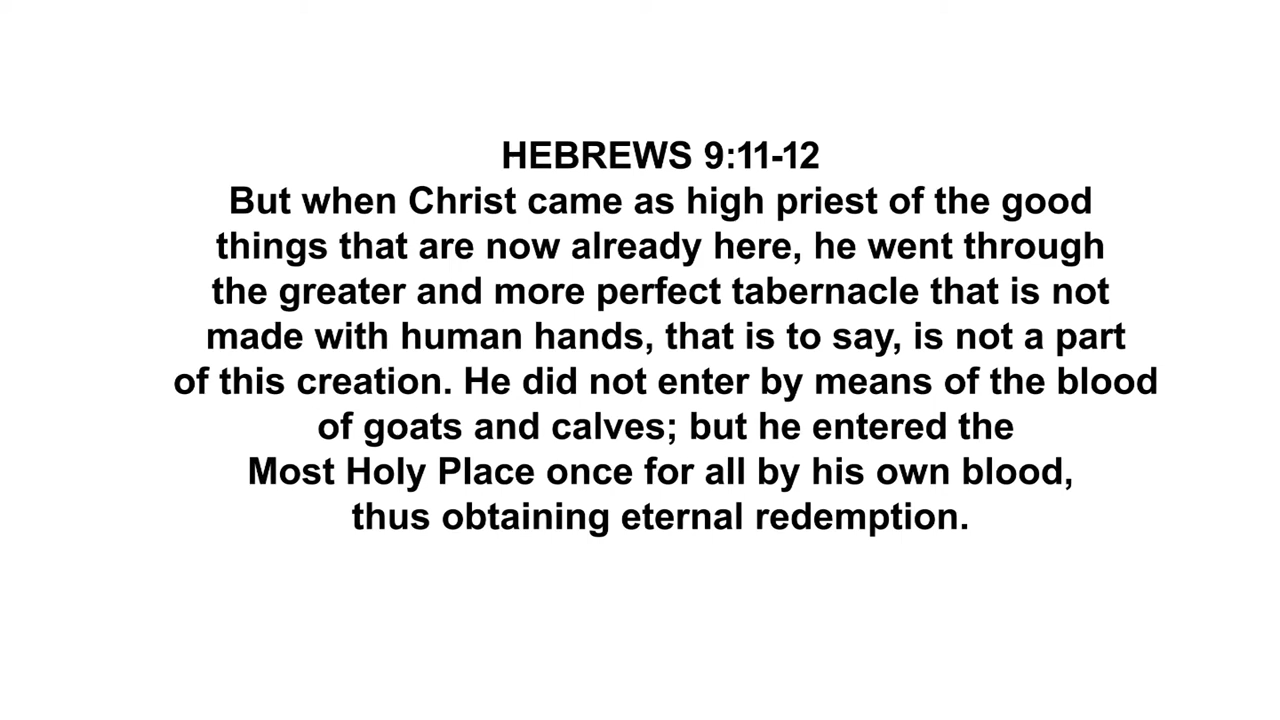 HEBREWS 9:11-12
But when Christ came as high priest of the good
things that are now already here, he went through
the greater and more perfect tabernacle that is not
made with human hands, that is to say, is not a part
of this creation. He did not enter by means of the blood
of goats and calves; but he entered the
Most Holy Place once for all by his own blood,
thus obtaining eternal redemption.